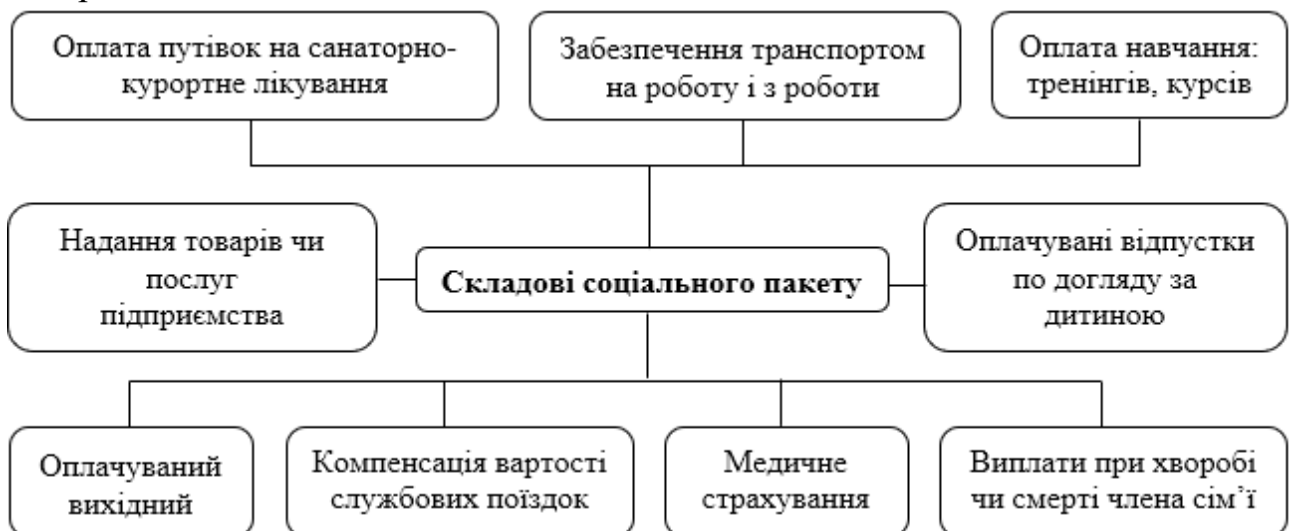 Оплата путівок на санаторно-
курортне лікування
Забезпечення транспортом
на роботу і з роботи
Оплата навчання:
тренінгів, курсів
Надання товарів чи
послуг
підприємства
Складові соціального пакету
Оплачувані відпустки
по догляду за
дитиною
Оплачуваний
вихідний
Компенсація вартості
службових поїздок
Медичне
страхування
Виплати при хворобі
чи смерті члена сім’ї